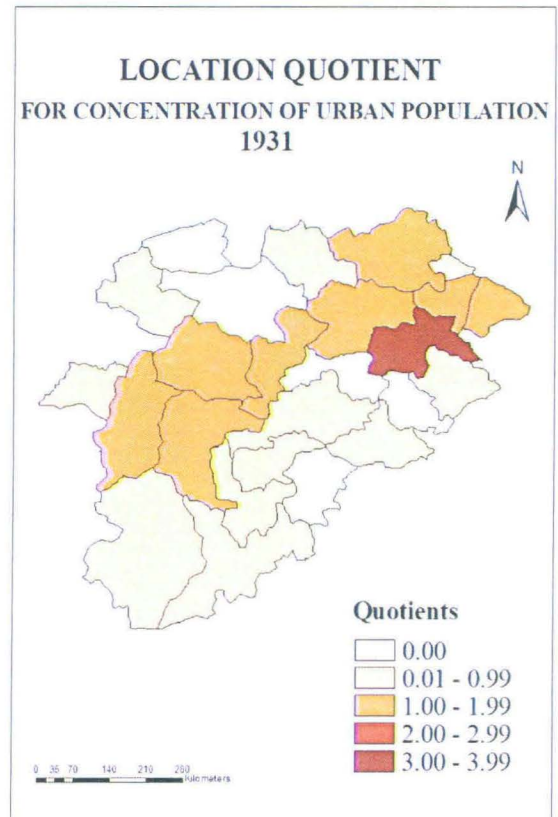 LOCATION QUOTIENT
FOR CONCENTRATION OF URBAN POPULATION
1931
N
Quotients
0.00
0.01 - 0.99
1.00 - 1.99
2.00 - 2.99
3.00 - 3.99
0 35 70 140 210 280
Kilometers